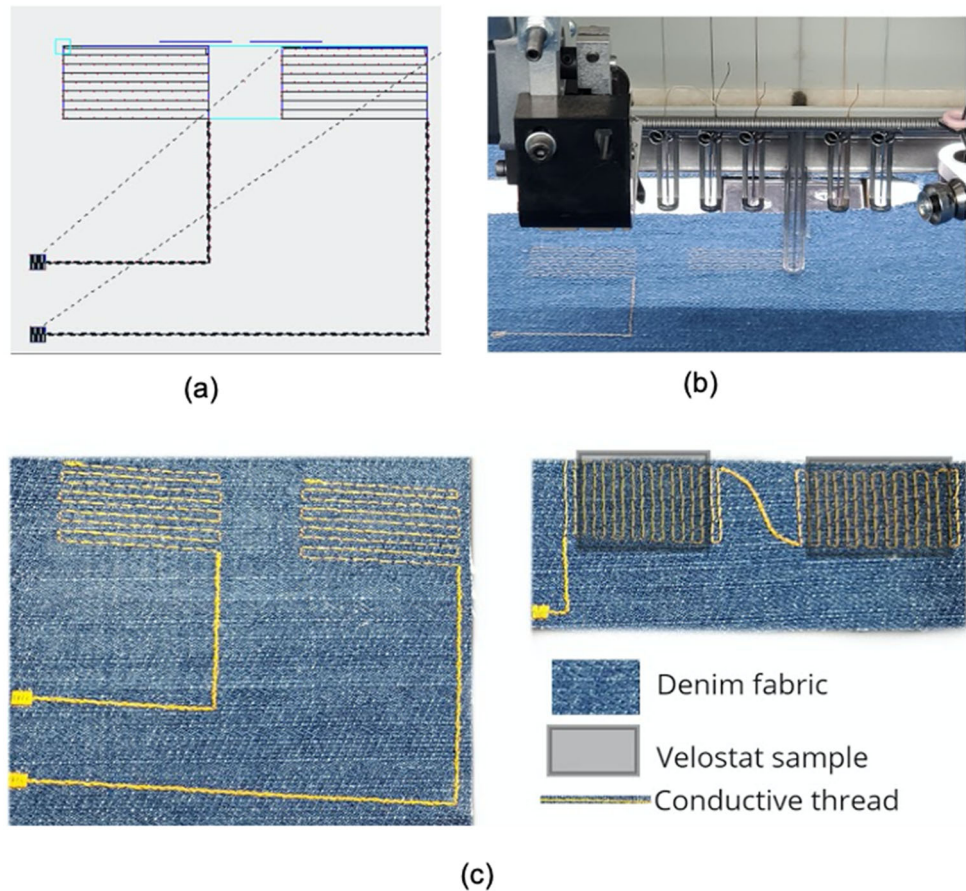 (a)
(b)
Denim fabric
Velostat sample
Conductive thread
(c)